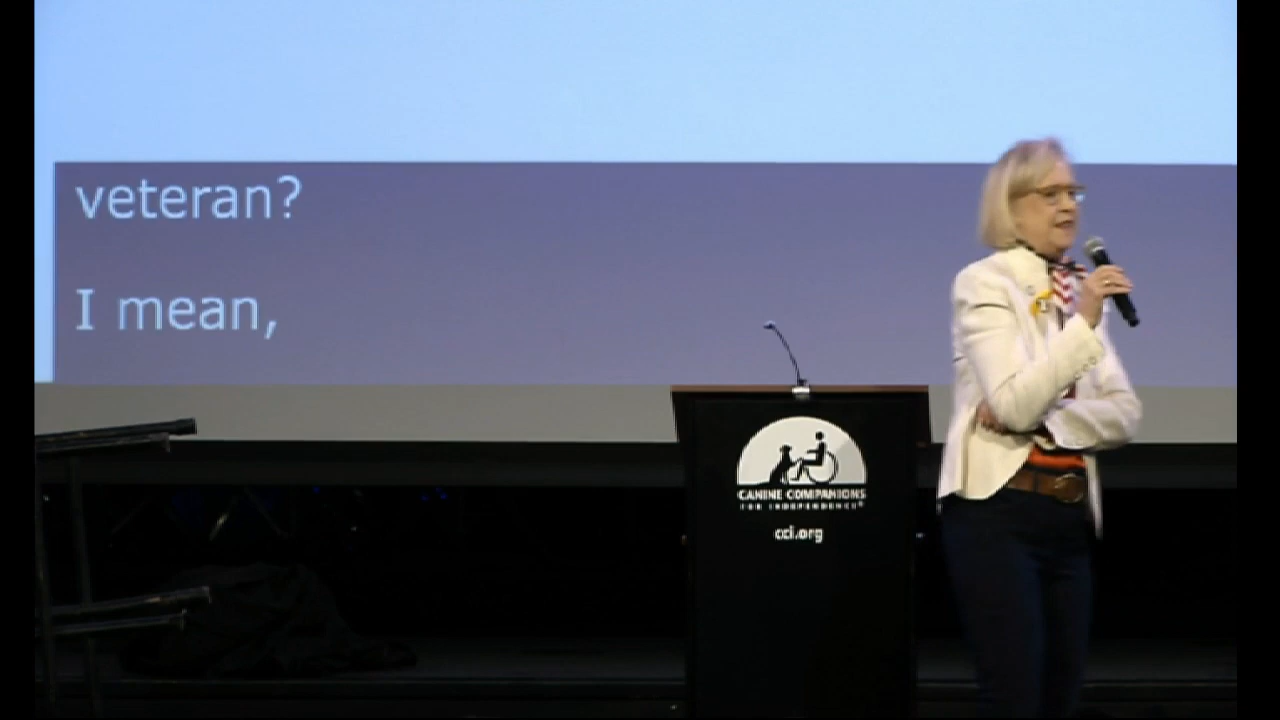 veteran?
I mean,
CANINE COMPANIONS
FOR INDEPENDENCE®
cci.org